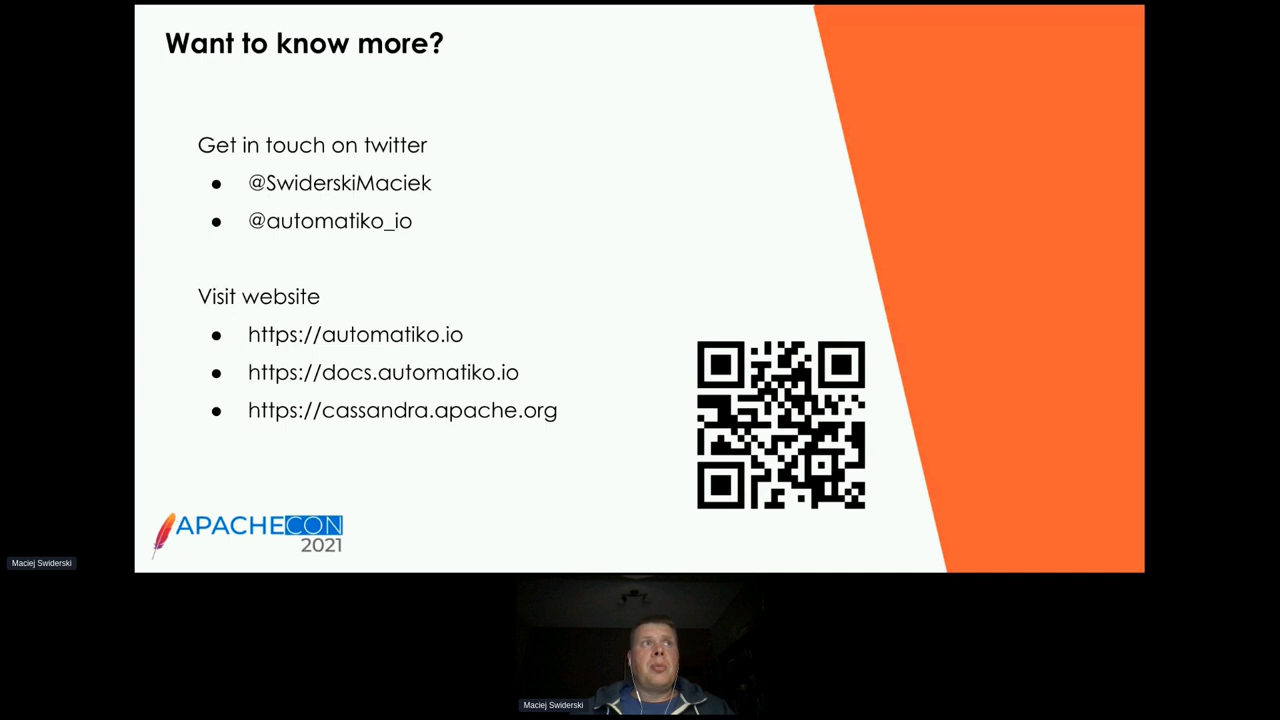 Want to know more?
Get in touch on twitter
● @SwiderskiMaciek
● @automatiko_io
Visit website
● https://automatiko.io
● https://docs.automatiko.io
● https://cassandra.apache.org
APACHECON
2021
Maciej Swiderski
Maciej Swiderski